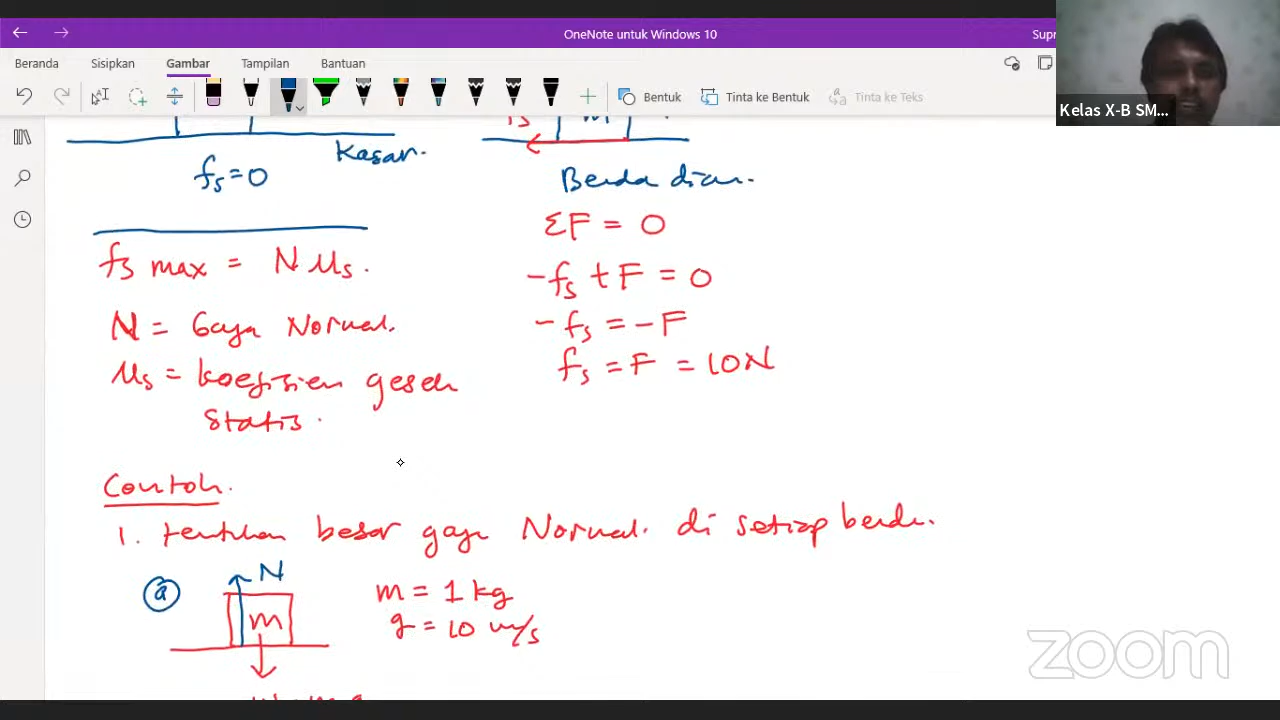 OneNote untuk Windows 10
Supr
Beranda Sisipkan Gambar Tampilan Bantuan
Bentuk Tinta ke Bentuk Tinta ke Teks
Kelas X-B SM...
Kasar.
fs = 0
fs
m
Benda diam.
ΣF = 0
-fs + F = 0
-fs = -F
fs = F = 10N
fs max = N μs.
N = Gaya Normal.
μs = koefisien gesek
Statis.
Contoh.
1. tentukan besar gaya Normal. di setiap benda.
a
N
m
m = 1 kg
g = 10 m/s
zoom